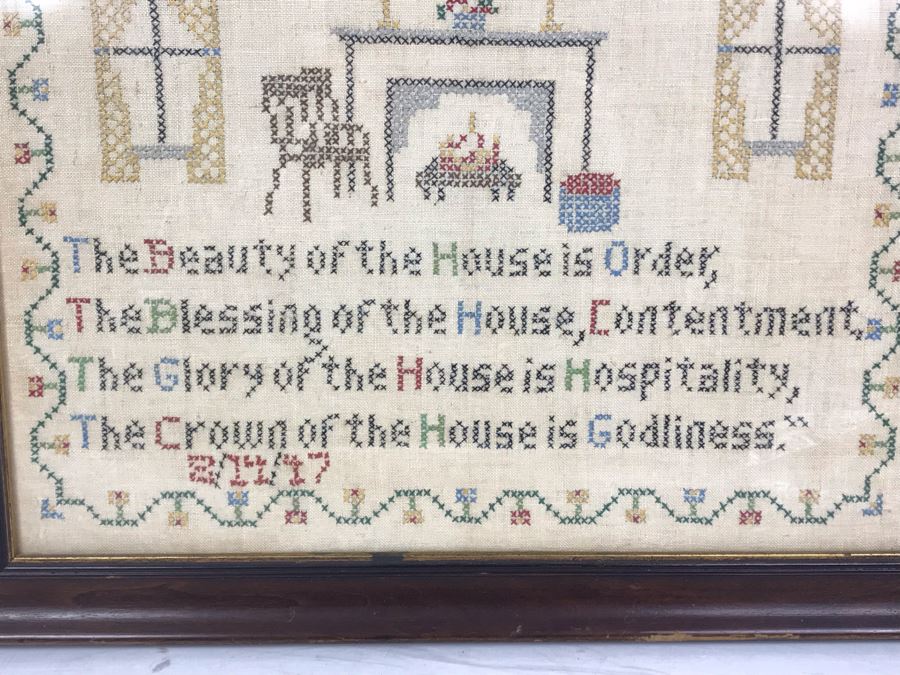 The Beauty of the House is Order,
The Blessing of the House, Contentment,
The Glory of the House is Hospitality,
The Crown of the House is Godliness."
2/11/47